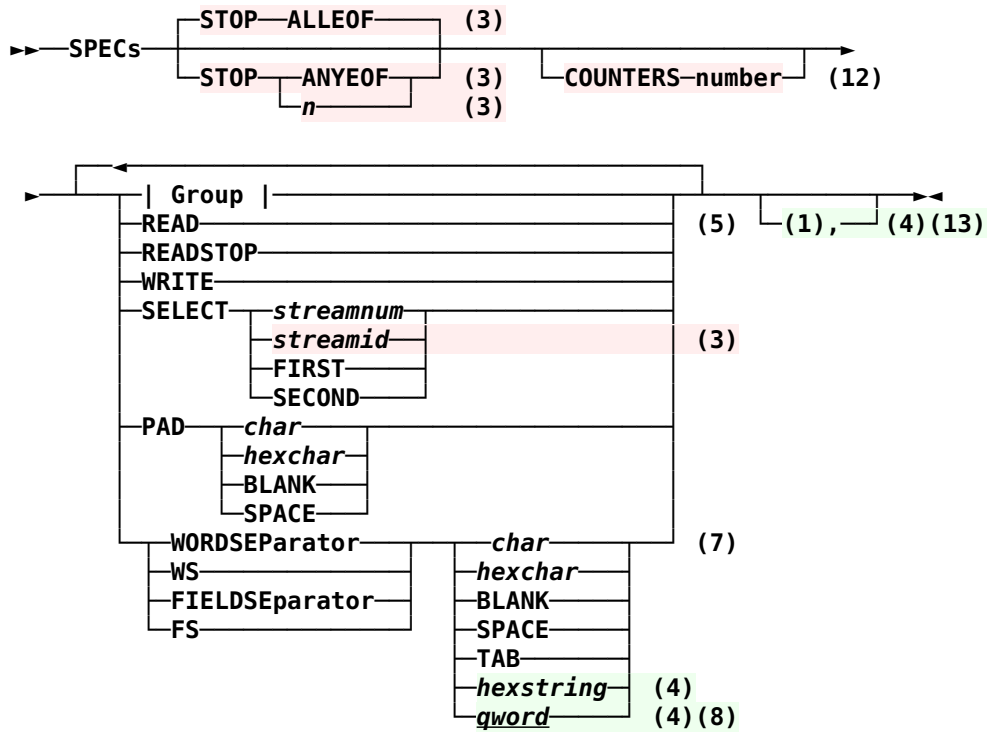 STOP ALLEOF (3)
SPECs
STOP ANYEOF (3)
COUNTERS number (12)
n (3)
| Group |
READ (5) (1), (4)(13)
READSTOP
WRITE
SELECT streamnum
streamid (3)
FIRST
SECOND
PAD char
hexchar
BLANK
SPACE
WORDSEParator char (7)
WS hexchar
FIELDSEparator BLANK
FS SPACE
TAB
hexstring (4)
qword (4)(8)